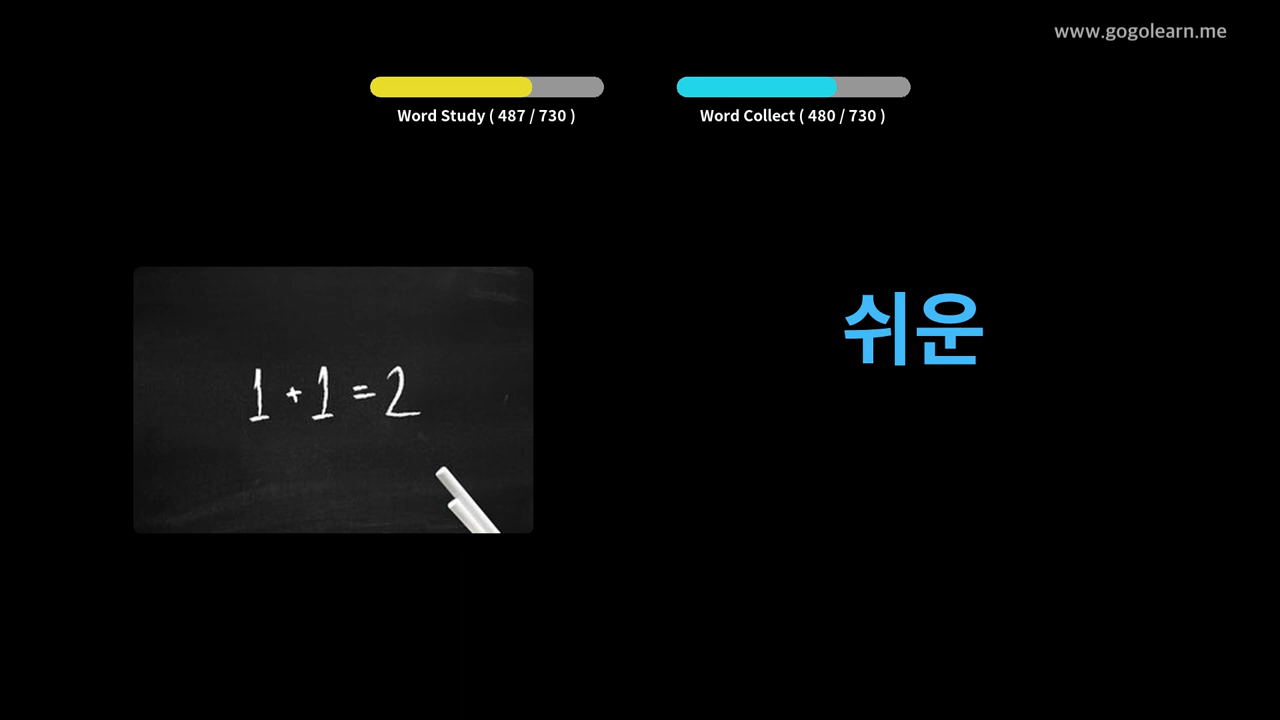 www.gogolearn.me
Word Study ( 487 / 730 )
Word Collect ( 480 / 730 )
1 + 1 = 2
쉬운